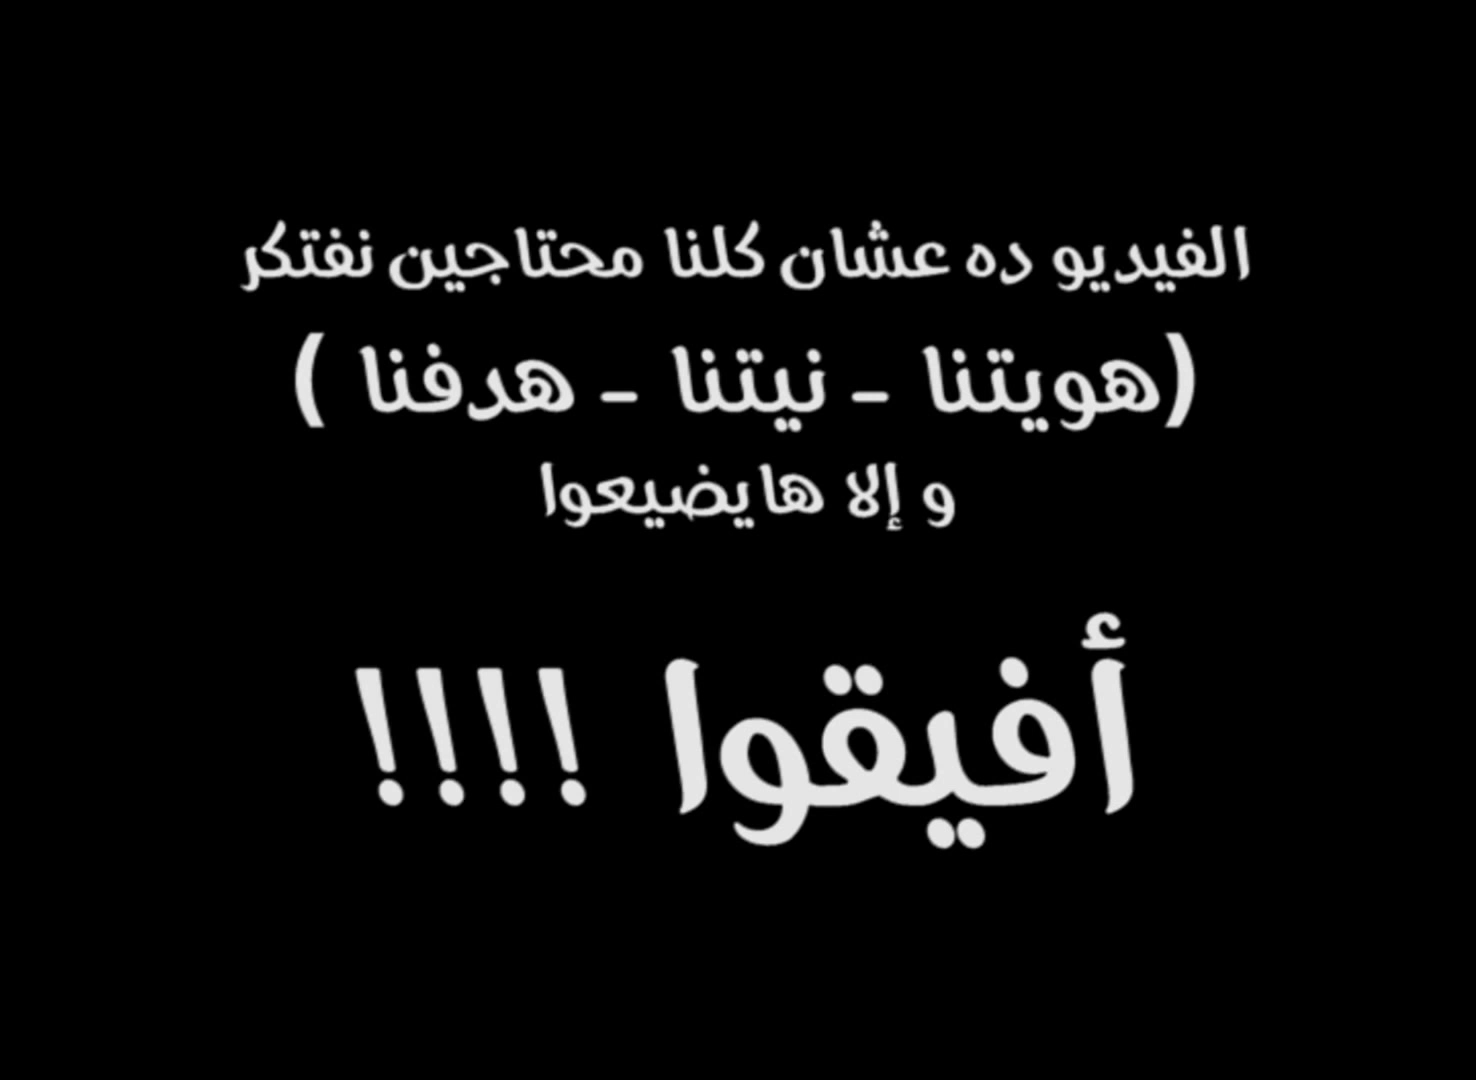 الفيديو ده عشان كلنا محتاجين نفتكر
(هويتنا - نيتنا - هدفنا )
و إلا هايضيعوا
أفيقوا !!!!